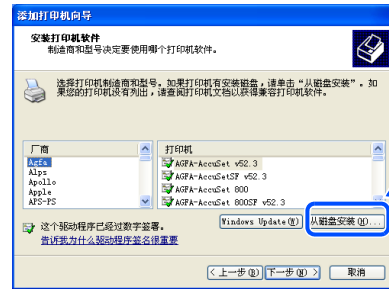 添加打印机向导
安装打印机软件
制造商和型号决定要使用哪个打印机软件。
选择打印机制造商和型号。如果打印机有安装磁盘，请单击“从磁盘安装”。如
果您的打印机没有列出，请查阅打印机文档以获得兼容打印机软件。
厂商
Agfa
Alps
Apollo
Apple
APS-PS
打印机
AGFA-AccuSet v52.3
AGFA-AccuSetSF v52.3
AGFA-AccuSet 800
AGFA-AccuSet 800SF v52.3
这个驱动程序已经过数字签署。
告诉我为什么驱动程序签名很重要
Windows Update(W)
从磁盘安装(H)...
< 上一步(B)
下一步(N) >
取消